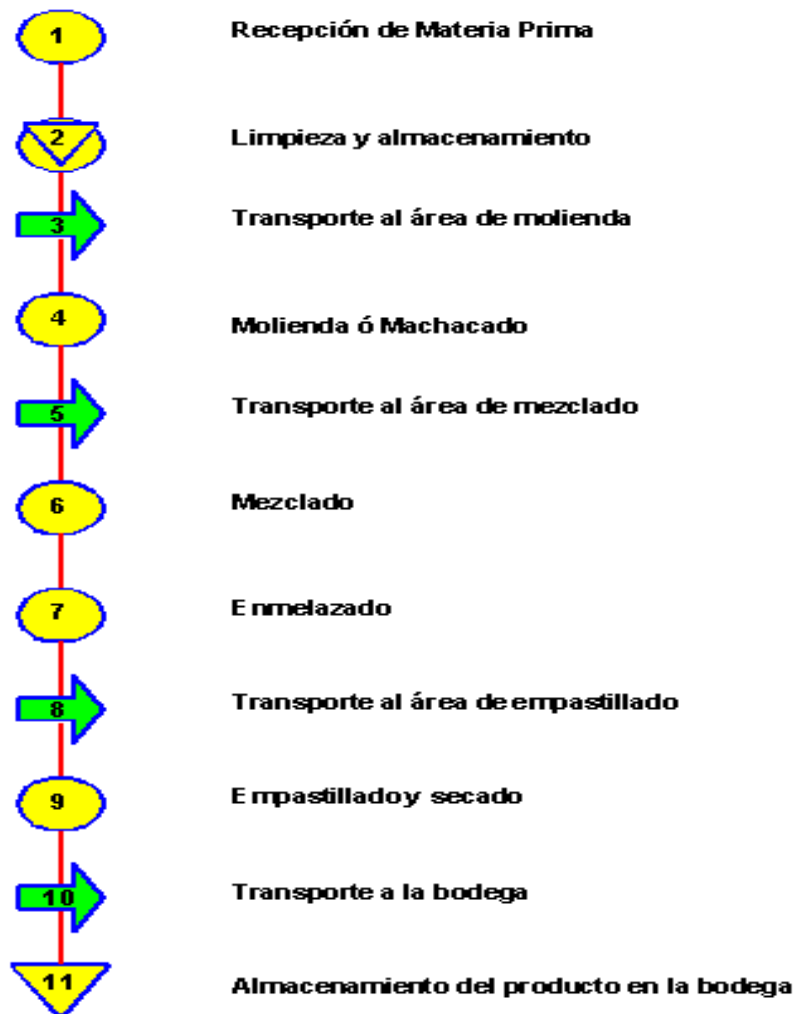 1 Recepción de Materia Prima
2 Limpieza y almacenamiento
3 Transporte al área de molienda
4 Molienda ó Machacado
5 Transporte al área de mezclado
6 Mezclado
7 Enmelazado
8 Transporte al área de empastillado
9 Empastillado y secado
10 Transporte a la bodega
11 Almacenamiento del producto en la bodega